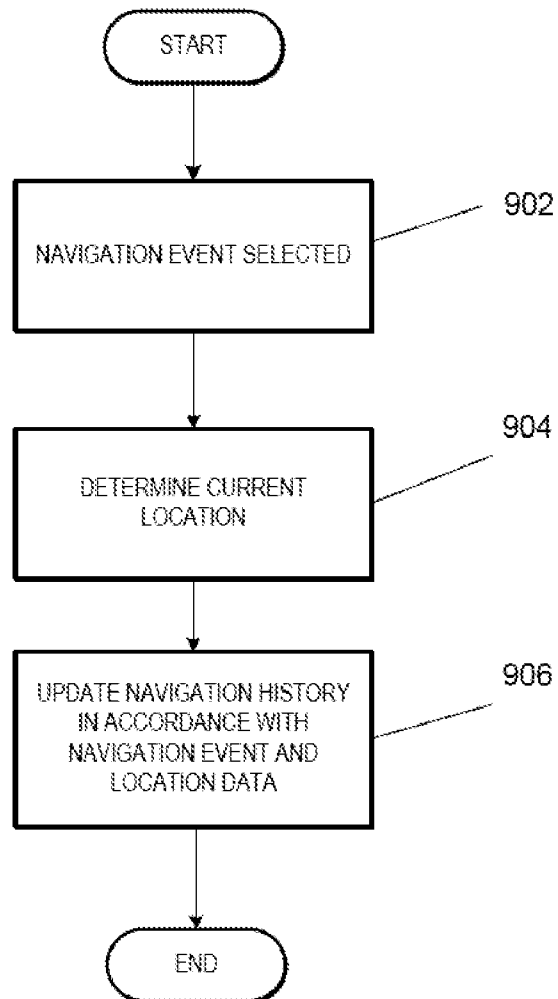 START
NAVIGATION EVENT SELECTED
902
DETERMINE CURRENT
LOCATION
904
UPDATE NAVIGATION HISTORY
IN ACCORDANCE WITH
NAVIGATION EVENT AND
LOCATION DATA
906
END